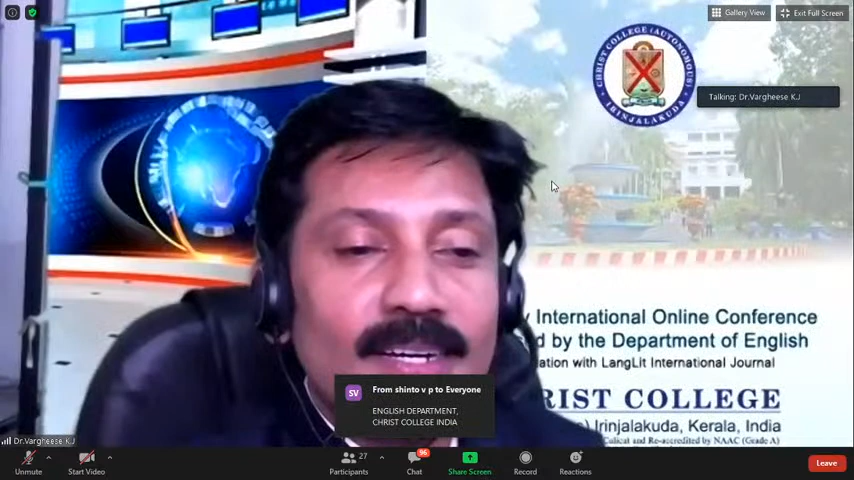 Gallery View
Exit Full Screen
CHRIST COLLEGE (AUTONOMOUS)
IRINJALAKUDA
Talking: Dr.Vargheese K.J
International Online Conference
d by the Department of English
ation with LangLit International Journal
RIST COLLEGE
Irinjalakuda, Kerala, India
and Re-accredited by NAAC (Grade A)
SV
From shinto v p to Everyone
ENGLISH DEPARTMENT,
CHRIST COLLEGE INDIA
Dr.Vargheese K.J
Unmute
Start Video
27
Participants
96
Chat
Share Screen
Record
Reactions
Leave